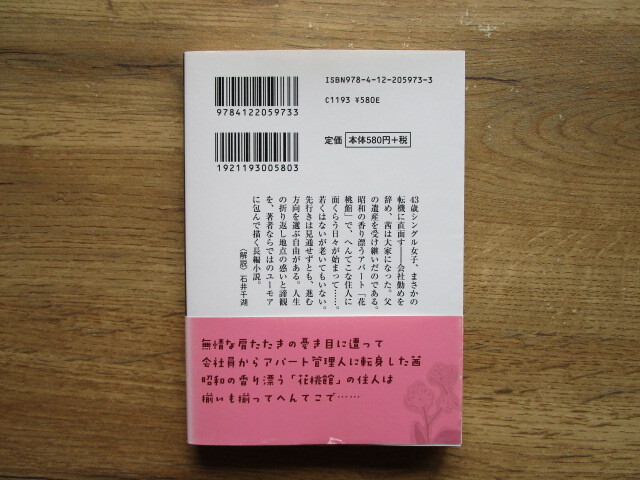 ISBN978-4-12-205973-3
C1193 ¥580E
9784122059733
定価 本体580円+税
1921193005803
43歳シングル女子、まさかの
転機に直面す――会社勤めを
辞め、茜は大家になった。父
の遺産を受け継いだのである。
昭和の香り漂うアパート「花
桃館」で、へんてこな住人に
面くらう日々が始まって……。
若くはないが老いてもいない。
先行きは見通せずとも、進む
方向を選ぶ自由がある。人生
の折り返し地点の惑いと諦観
を、著者ならではのユーモア
に包んで描く長編小説。
〈解説〉石井千湖
無情な肩たたきの憂き目に遭って
会社員からアパート管理人に転身した茜
昭和の香り漂う「花桃館」の住人は
揃いも揃ってへんてこで……